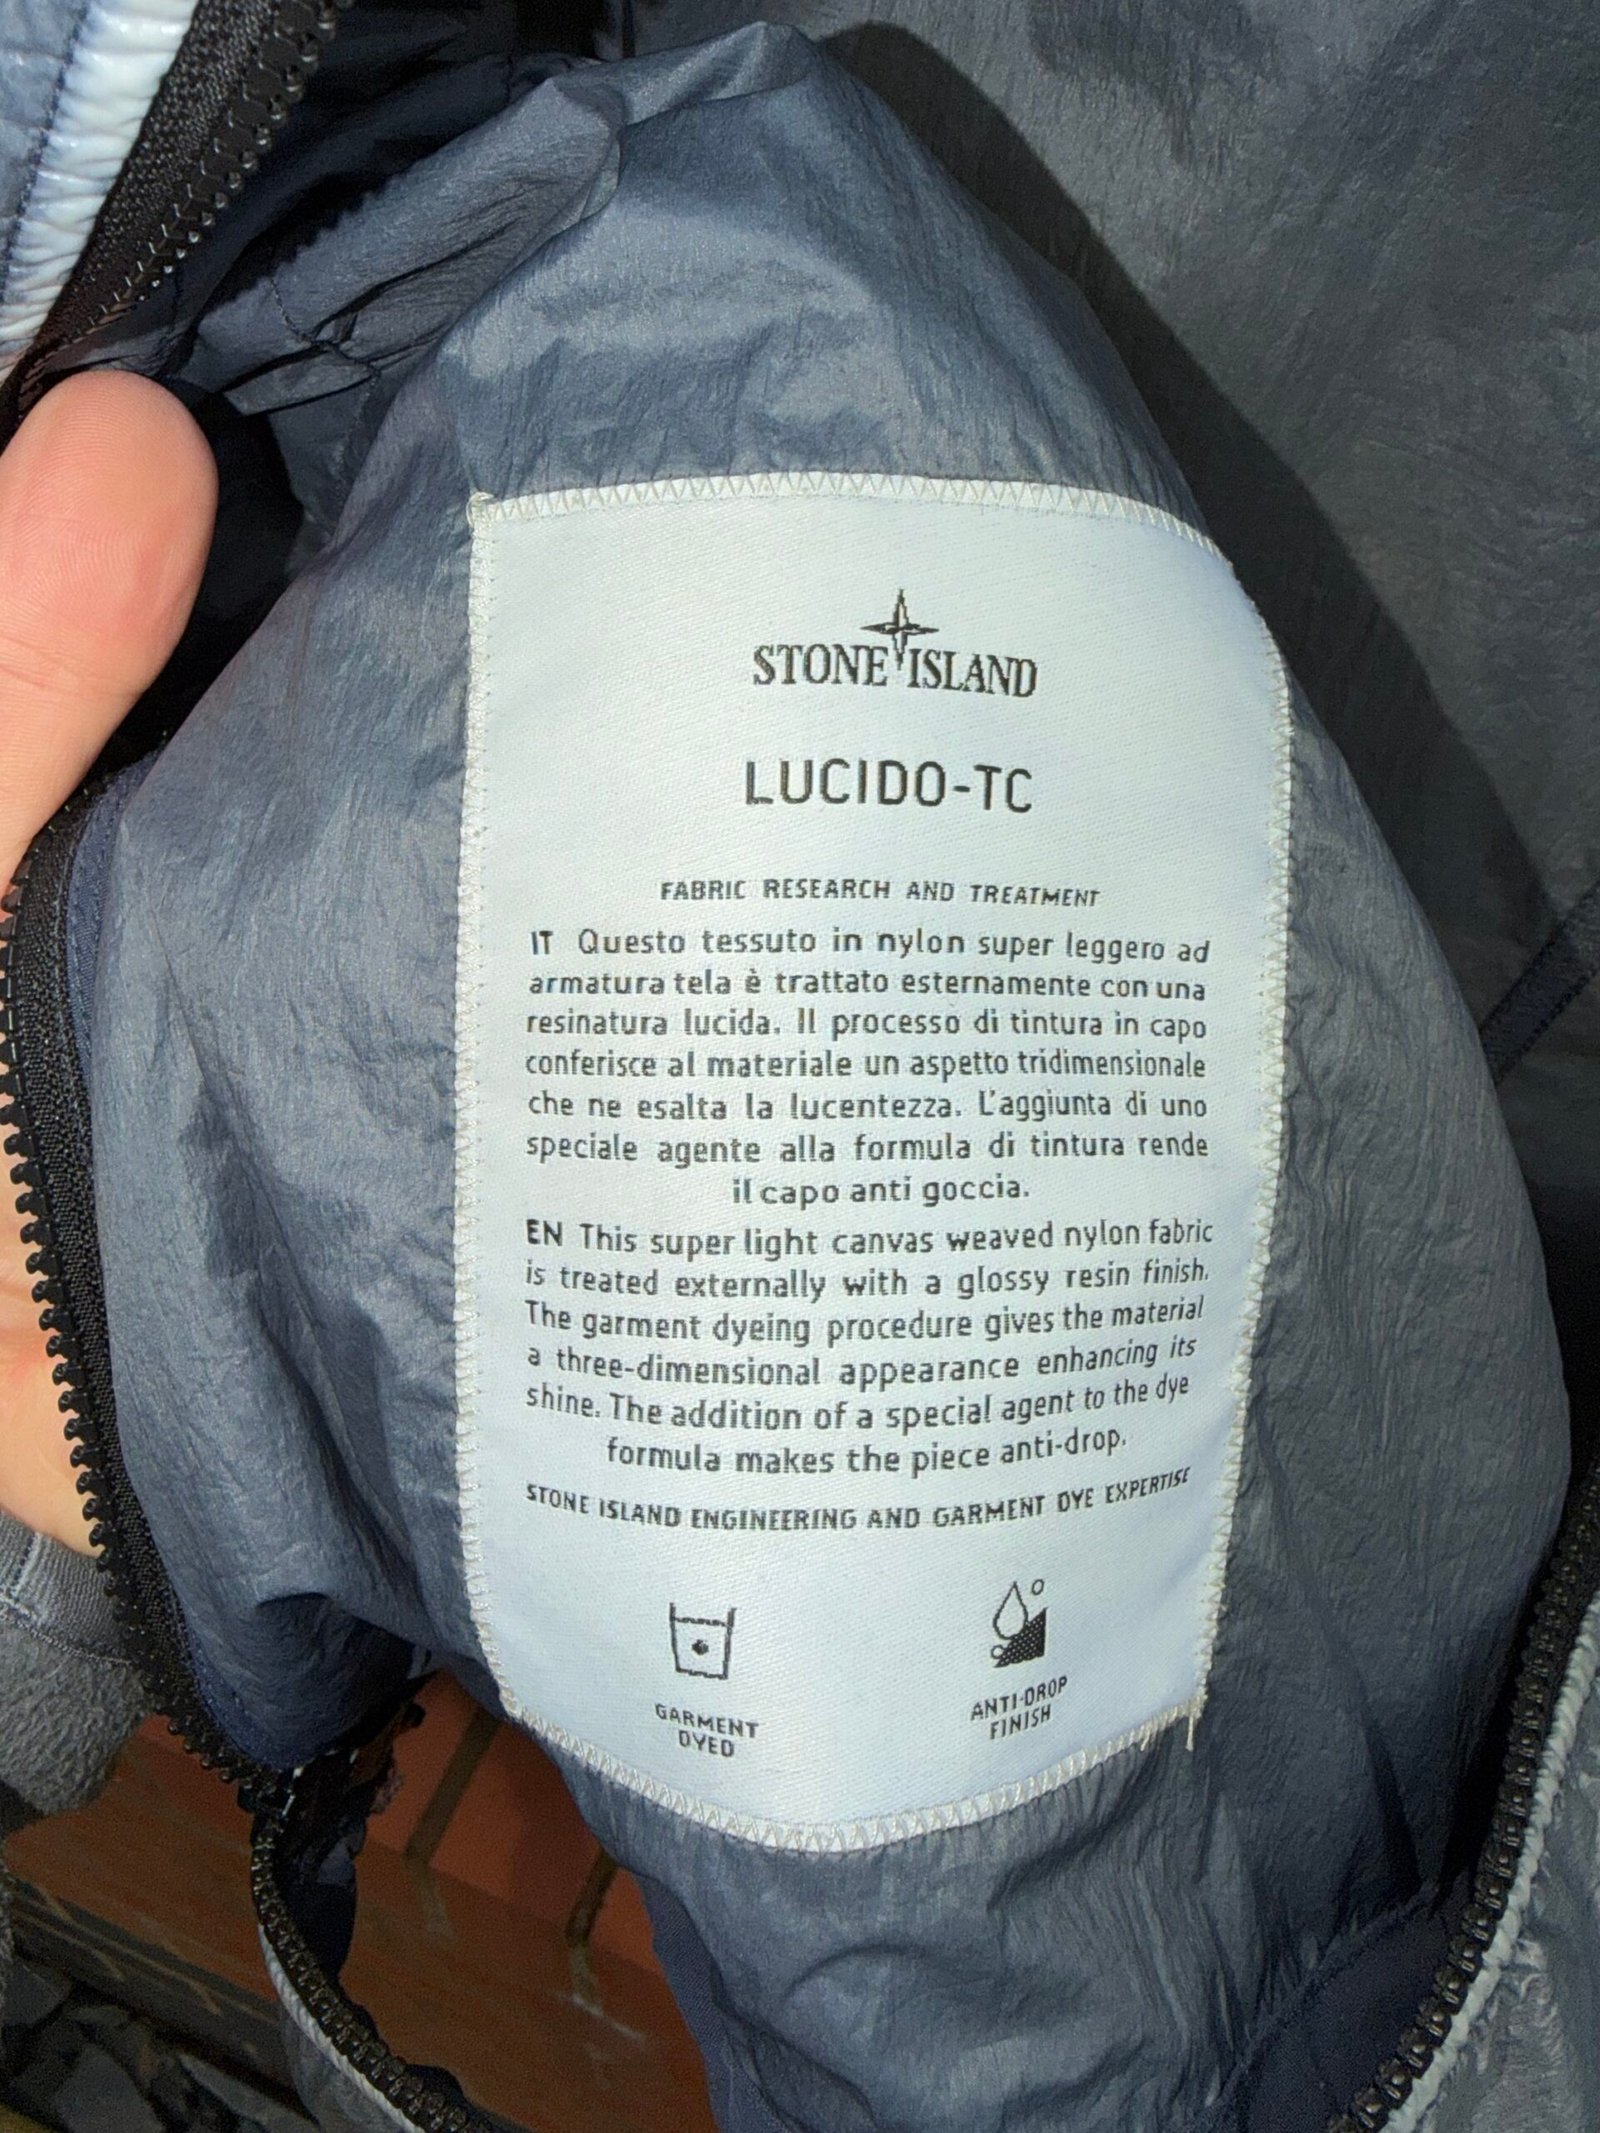 STONE ISLAND
LUCIDO-TC
FABRIC RESEARCH AND TREATMENT
IT Questo tessuto in nylon super leggero ad
armatura tela è trattato esternamente con una
resinatura lucida. Il processo di tintura in capo
conferisce al materiale un aspetto tridimensionale
che ne esalta la lucentezza. L'aggiunta di uno
speciale agente alla formula di tintura rende
il capo anti goccia.
EN This super light canvas weaved nylon fabric
is treated externally with a glossy resin finish.
The garment dyeing procedure gives the material
a three-dimensional appearance enhancing its
shine. The addition of a special agent to the dye
formula makes the piece anti-drop.
STONE ISLAND ENGINEERING AND GARMENT DYE EXPERTISE
GARMENT
DYED
ANTI-DROP
FINISH